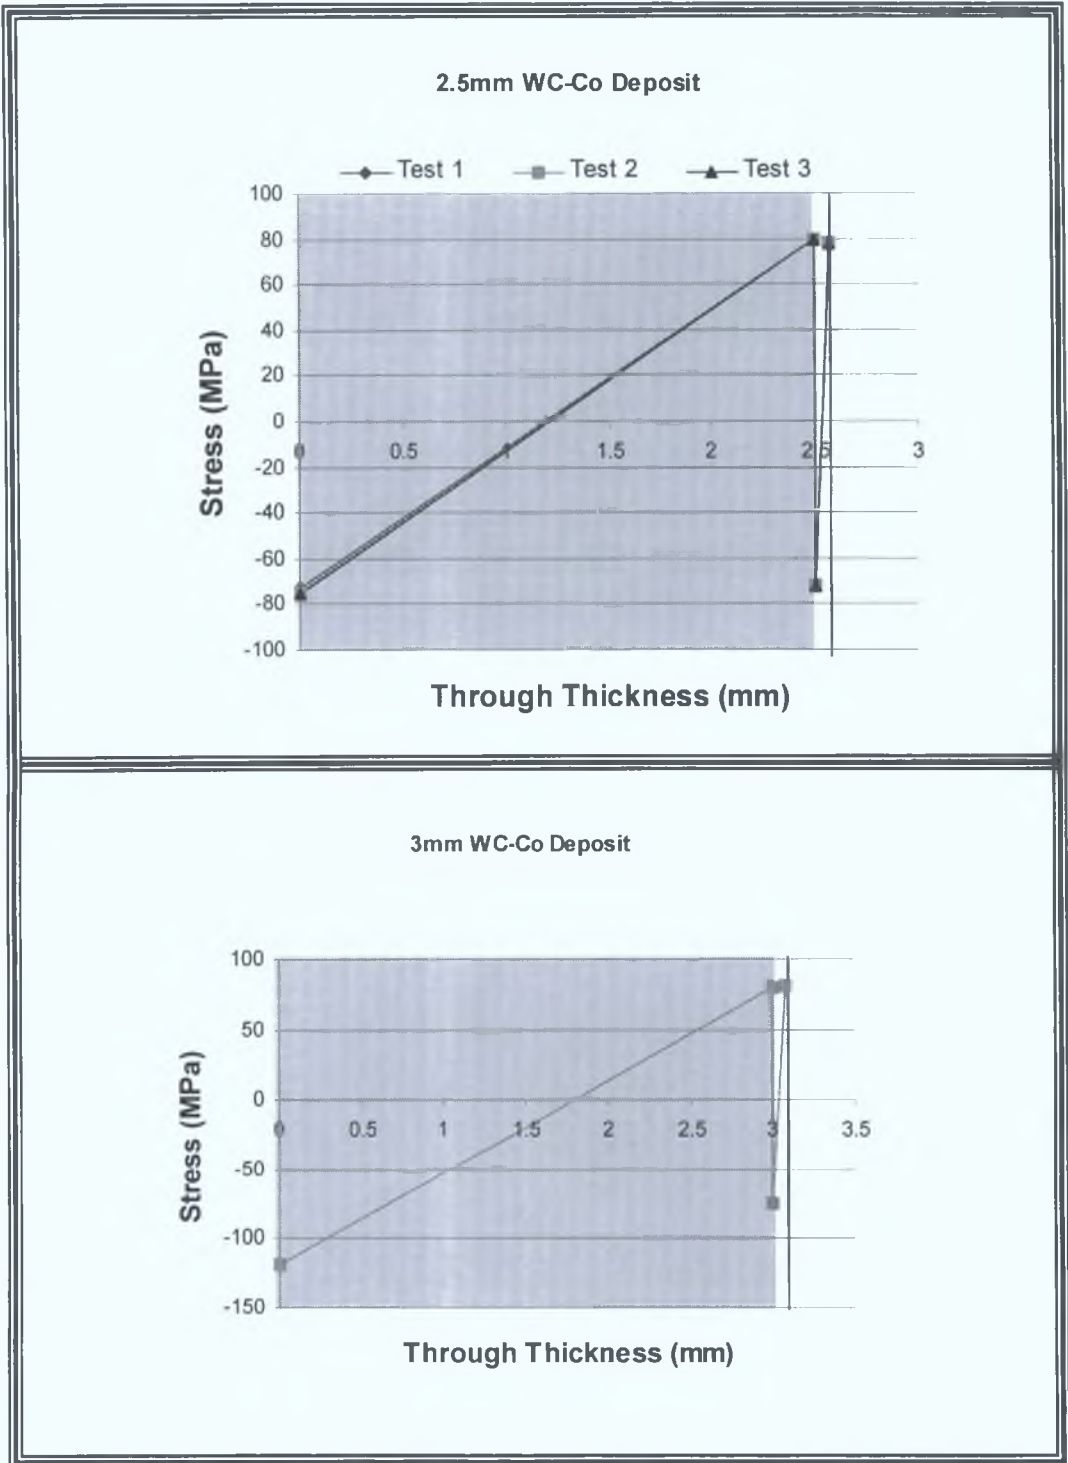 2.5mm WC-Co Deposit
Test 1 Test 2 Test 3
100
80
60
40
20
0
-20
-40
-60
-80
-100
0 0.5 1 1.5 2 2.5 3
Stress (MPa)
Through Thickness (mm)
3mm WC-Co Deposit
100
50
0
-50
-100
-150
0 0.5 1 1.5 2 2.5 3 3.5
Stress (MPa)
Through Thickness (mm)